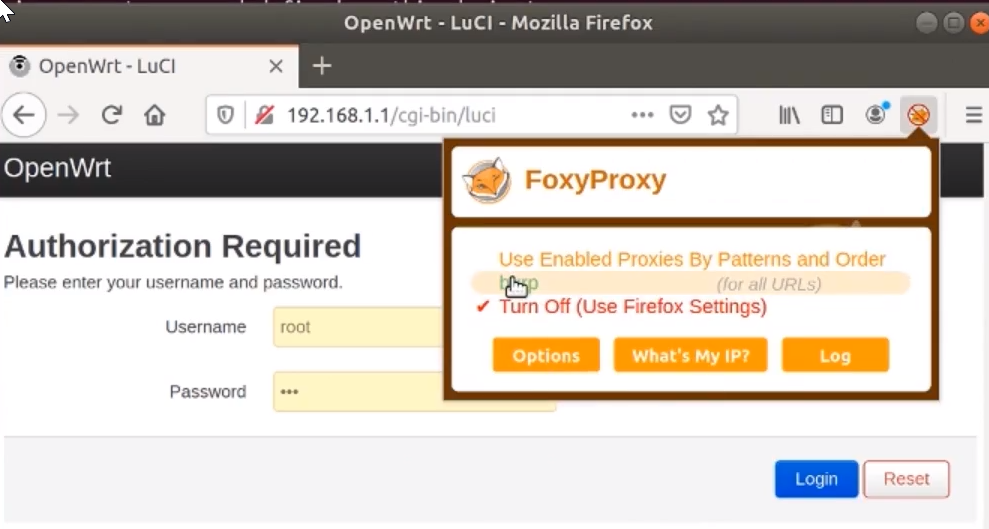 OpenWrt - LuCI - Mozilla Firefox
OpenWrt - LuCI
192.168.1.1/cgi-bin/luci
OpenWrt
FoxyProxy
Authorization Required
Use Enabled Proxies By Patterns and Order
Please enter your username and password.
(for all URLs)
Turn Off (Use Firefox Settings)
Username root
Options What's My IP? Log
Password •••
Login Reset